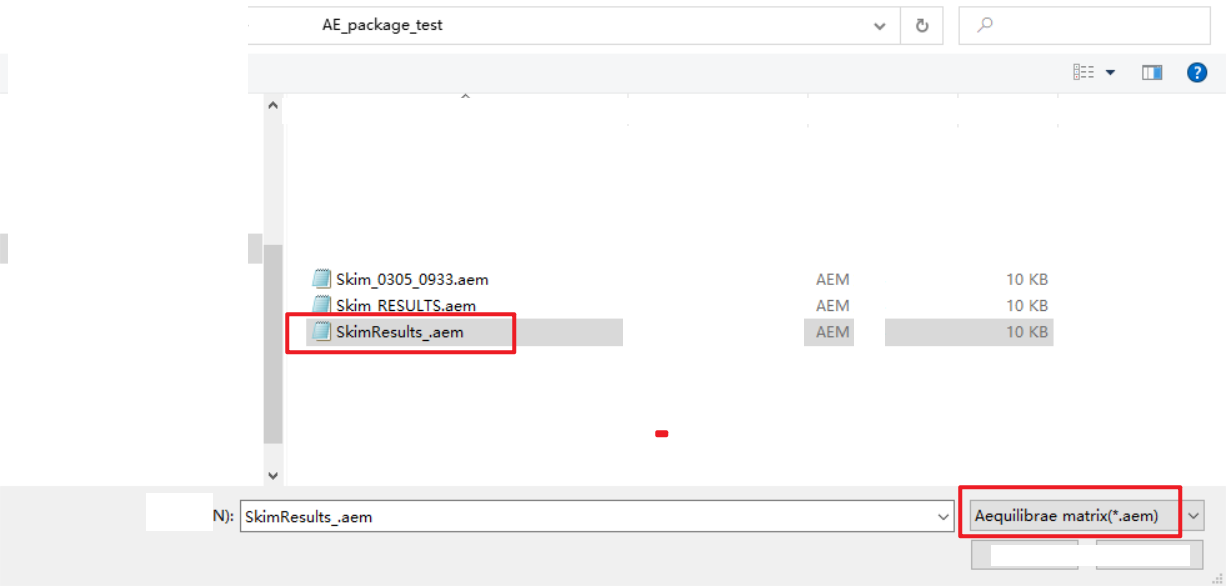 AE_package_test
Skim_0305_0933.aem AEM 10 KB
Skim_RESULTS.aem AEM 10 KB
SkimResults_.aem AEM 10 KB
N): SkimResults_.aem Aequilibrae matrix(*.aem)